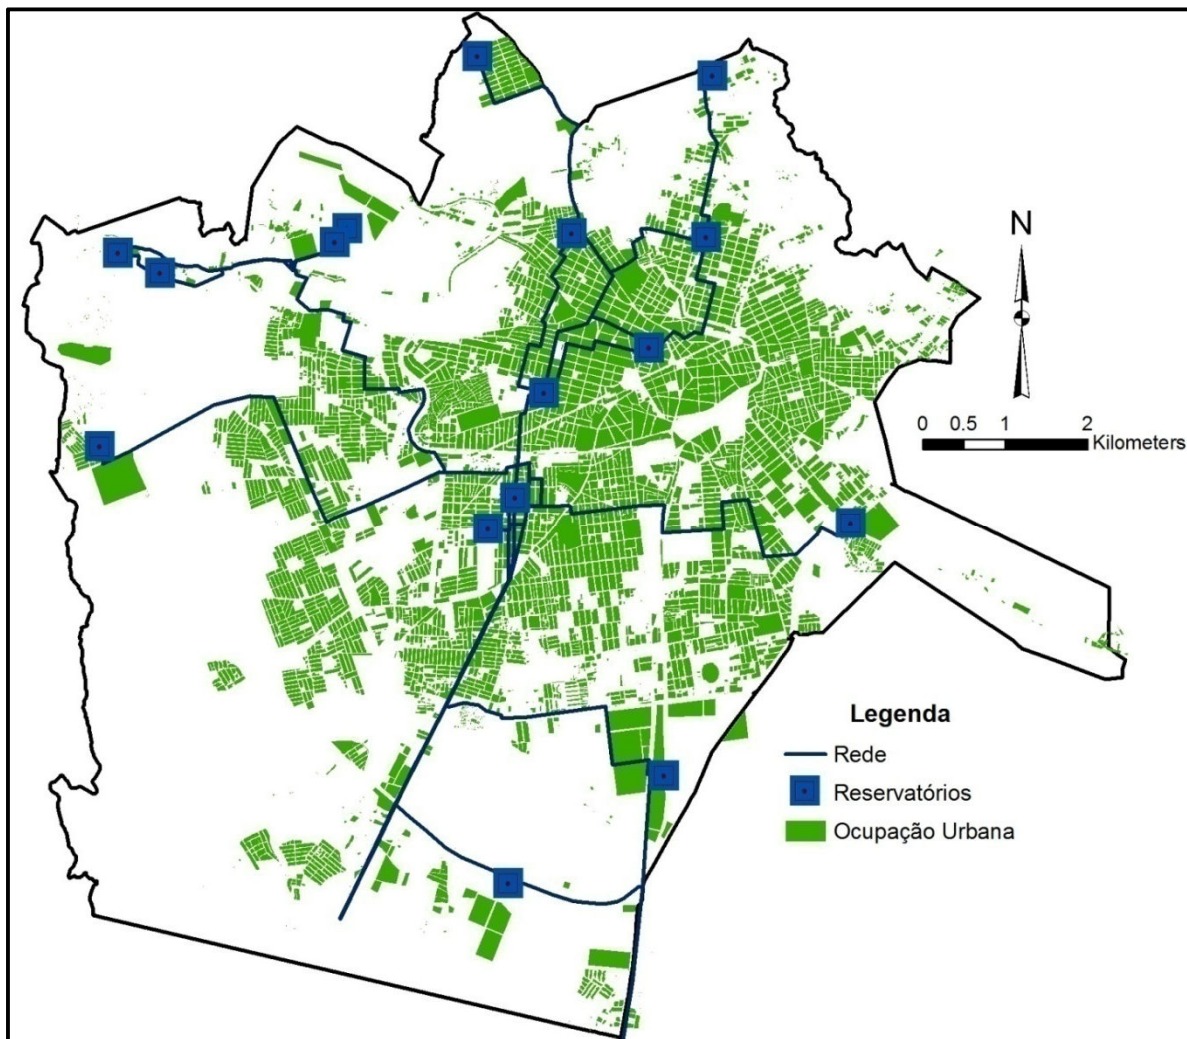 N
0 0.5 1 2
Kilometers
Legenda
Rede
Reservatórios
Ocupação Urbana